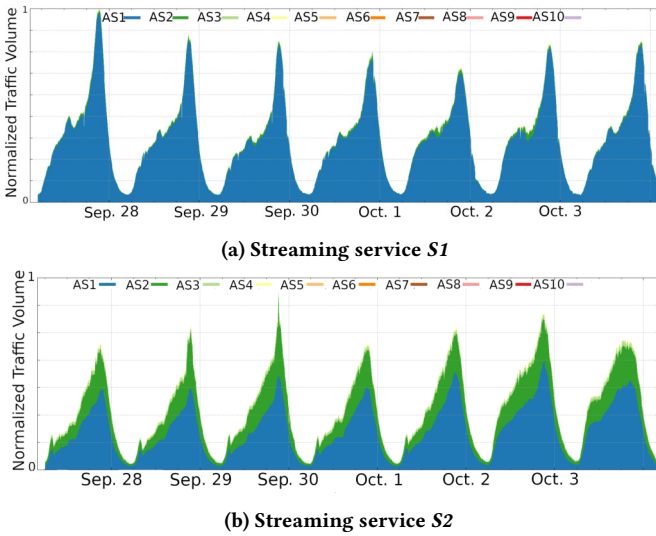 1
AS1 AS2 AS3 AS4 AS5 AS6 AS7 AS8 AS9 AS10
Normalized Traffic Volume
0
Sep. 28 Sep. 29 Sep. 30 Oct. 1 Oct. 2 Oct. 3
(a) Streaming service S1
1
AS1 AS2 AS3 AS4 AS5 AS6 AS7 AS8 AS9 AS10
Normalized Traffic Volume
0
Sep. 28 Sep. 29 Sep. 30 Oct. 1 Oct. 2 Oct. 3
(b) Streaming service S2